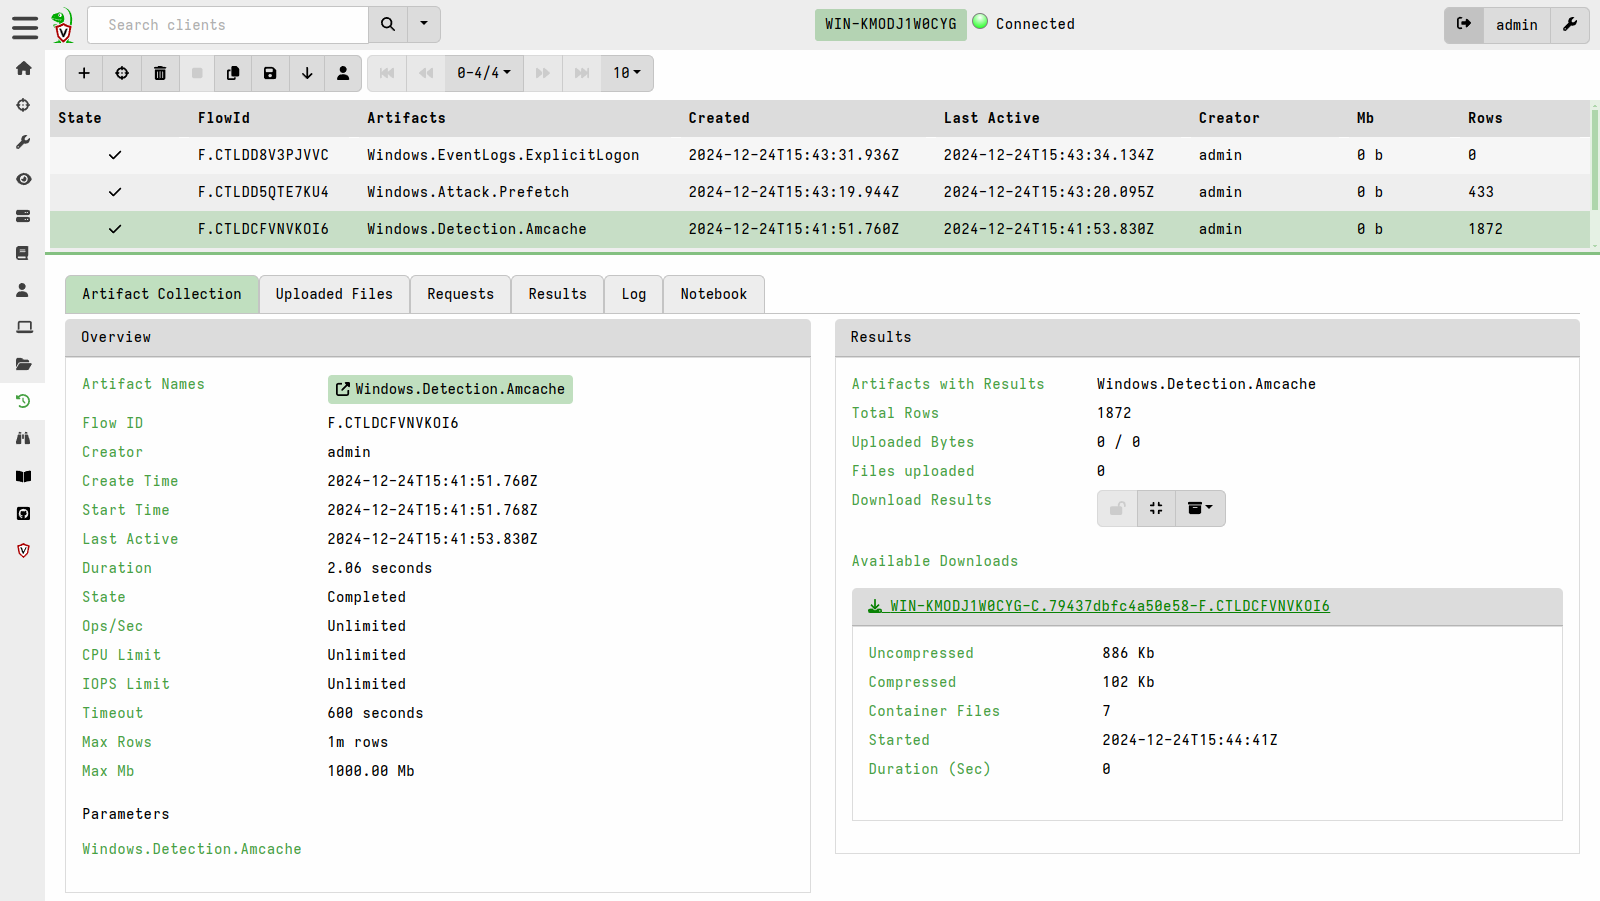 Search clients
WIN-KMODJ1W0CYG Connected
admin
0-4/4 10
State FlowId Artifacts Created Last Active Creator Mb Rows
F.CTLDD8V3PJVVC Windows.EventLogs.ExplicitLogon 2024-12-24T15:43:31.936Z 2024-12-24T15:43:34.134Z admin 0 b 0
F.CTLDD5QTE7KU4 Windows.Attack.Prefetch 2024-12-24T15:43:19.944Z 2024-12-24T15:43:20.095Z admin 0 b 433
F.CTLDCFVNVKOI6 Windows.Detection.Amcache 2024-12-24T15:41:51.760Z 2024-12-24T15:41:53.830Z admin 0 b 1872
Artifact Collection Uploaded Files Requests Results Log Notebook
Overview
Artifact Names Windows.Detection.Amcache
Flow ID F.CTLDCFVNVKOI6
Creator admin
Create Time 2024-12-24T15:41:51.760Z
Start Time 2024-12-24T15:41:51.768Z
Last Active 2024-12-24T15:41:53.830Z
Duration 2.06 seconds
State Completed
Ops/Sec Unlimited
CPU Limit Unlimited
IOPS Limit Unlimited
Timeout 600 seconds
Max Rows 1m rows
Max Mb 1000.00 Mb
Parameters
Windows.Detection.Amcache
Results
Artifacts with Results Windows.Detection.Amcache
Total Rows 1872
Uploaded Bytes 0 / 0
Files uploaded 0
Download Results
Available Downloads
WIN-KMODJ1W0CYG-C.79437dbfc4a50e58-F.CTLDCFVNVKOI6
Uncompressed 886 Kb
Compressed 102 Kb
Container Files 7
Started 2024-12-24T15:44:41Z
Duration (Sec) 0